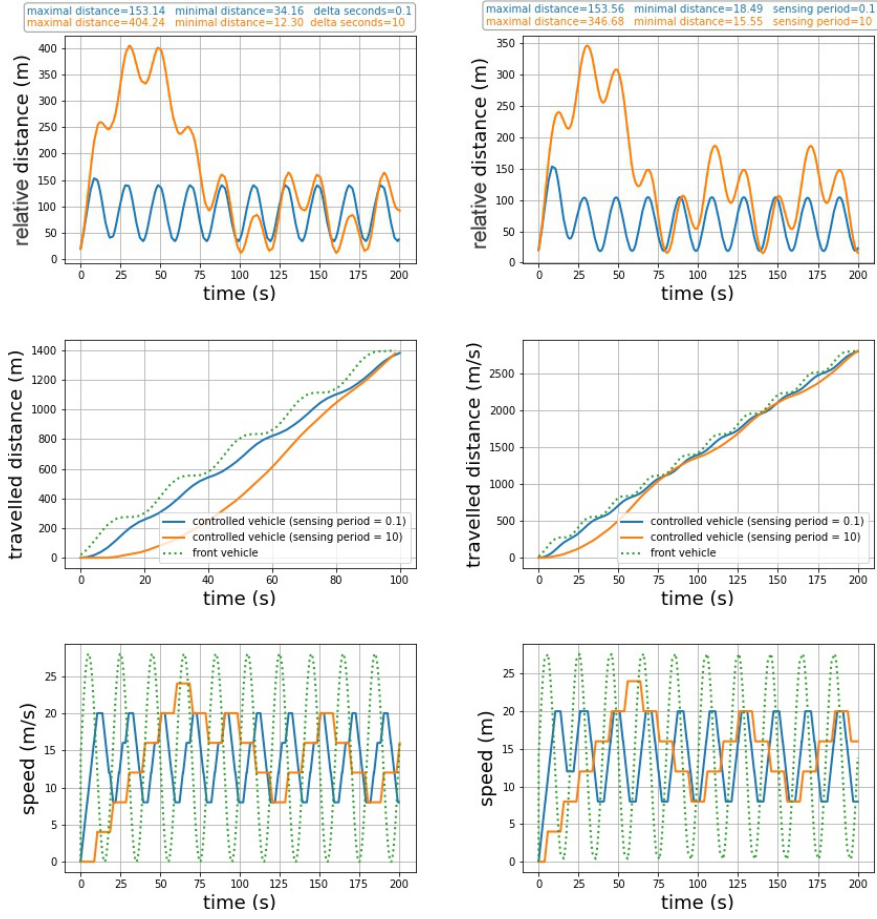 maximal distance=153.14 minimal distance=34.16 delta seconds=0.1
maximal distance=404.24 minimal distance=12.30 delta seconds=10
relative distance (m)
400
350
300
250
200
150
100
50
0
0 25 50 75 100 125 150 175 200
time (s)
maximal distance=153.56 minimal distance=18.49 sensing period=0.1
maximal distance=346.68 minimal distance=15.55 sensing period=10
relative distance (m)
350
300
250
200
150
100
50
0
0 25 50 75 100 125 150 175 200
time (s)
travelled distance (m)
1400
1200
1000
800
600
400
200
0
controlled vehicle (sensing period = 0.1)
controlled vehicle (sensing period = 10)
front vehicle
0 20 40 60 80 100
time (s)
travelled distance (m/s)
2500
2000
1500
1000
500
0
controlled vehicle (sensing period = 0.1)
controlled vehicle (sensing period = 10)
front vehicle
0 25 50 75 100 125 150 175 200
time (s)
speed (m/s)
25
20
15
10
5
0
0 25 50 75 100 125 150 175 200
time (s)
speed (m)
25
20
15
10
5
0
0 25 50 75 100 125 150 175 200
time (s)